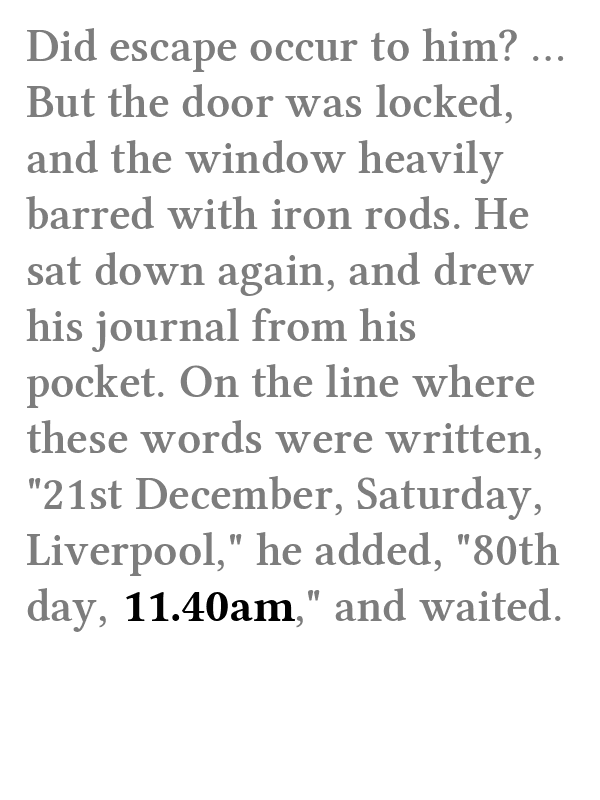 Did escape occur to him? ...
But the door was locked,
and the window heavily
barred with iron rods. He
sat down again, and drew
his journal from his
pocket. On the line where
these words were written,
"21st December, Saturday,
Liverpool," he added, "80th
day, 11.40am," and waited.